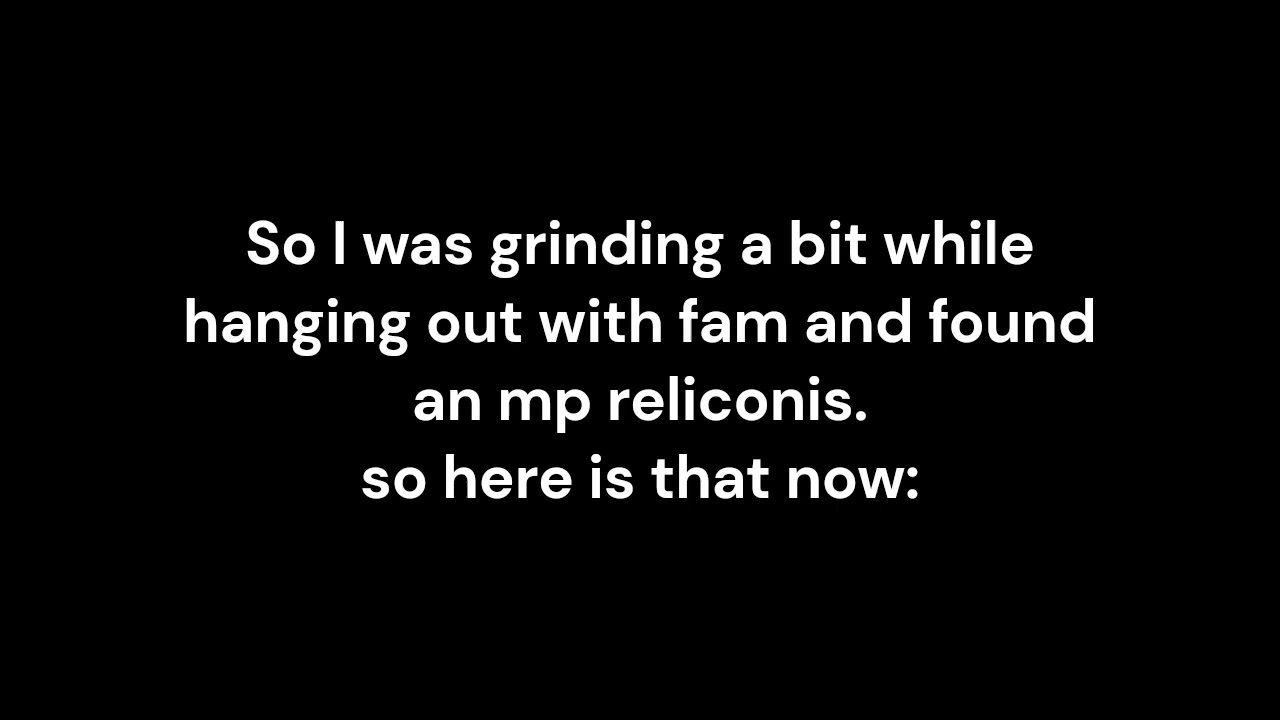 So I was grinding a bit while
hanging out with fam and found
an mp reliconis.
so here is that now: